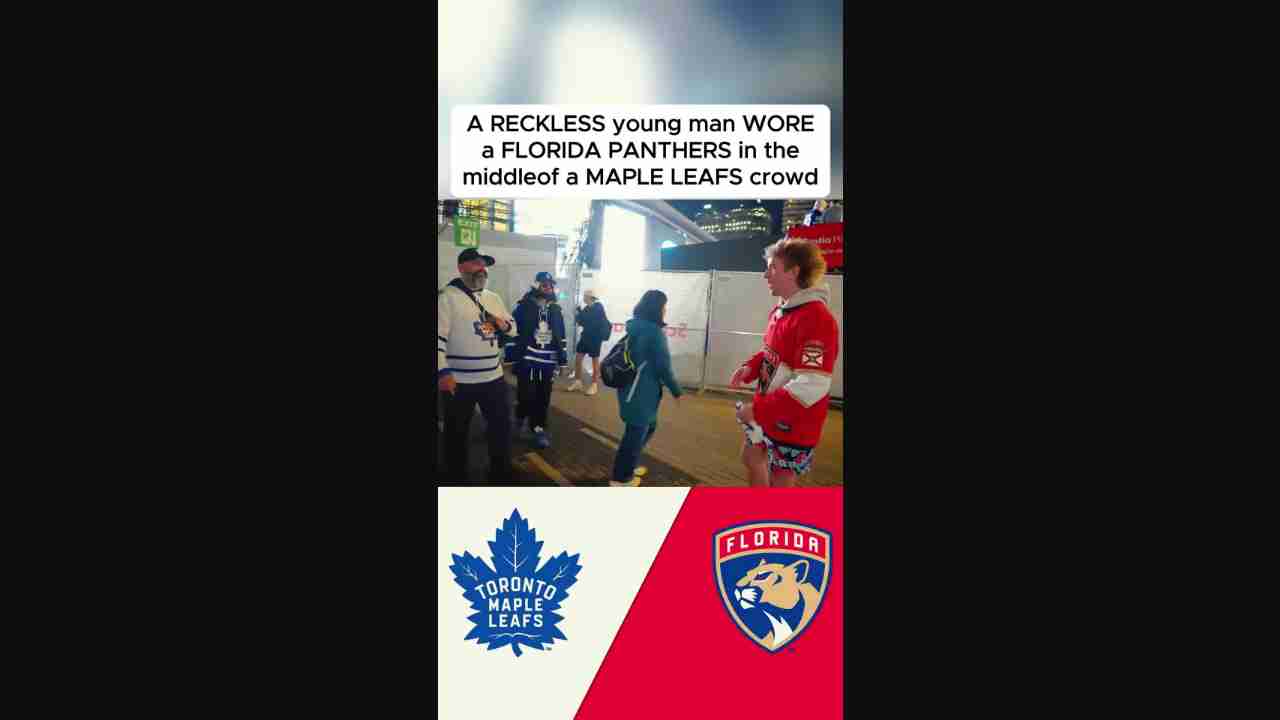 A RECKLESS young man WORE
a FLORIDA PANTHERS in the
middleof a MAPLE LEAFS crowd
TORONTO
MAPLE
LEAFS
FLORIDA